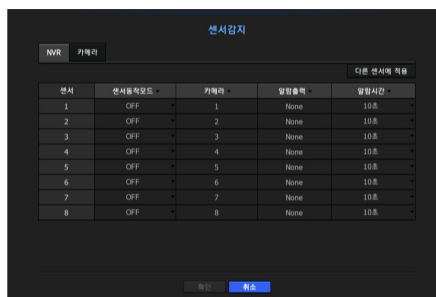 센서감지
NVR 카메라
다른 센서에 적용
센서 센서동작모드 카메라 알람출력 알람시간
1 OFF 1 None 10초
2 OFF 2 None 10초
3 OFF 3 None 10초
4 OFF 4 None 10초
5 OFF 5 None 10초
6 OFF 6 None 10초
7 OFF 7 None 10초
8 OFF 8 None 10초
확인 취소